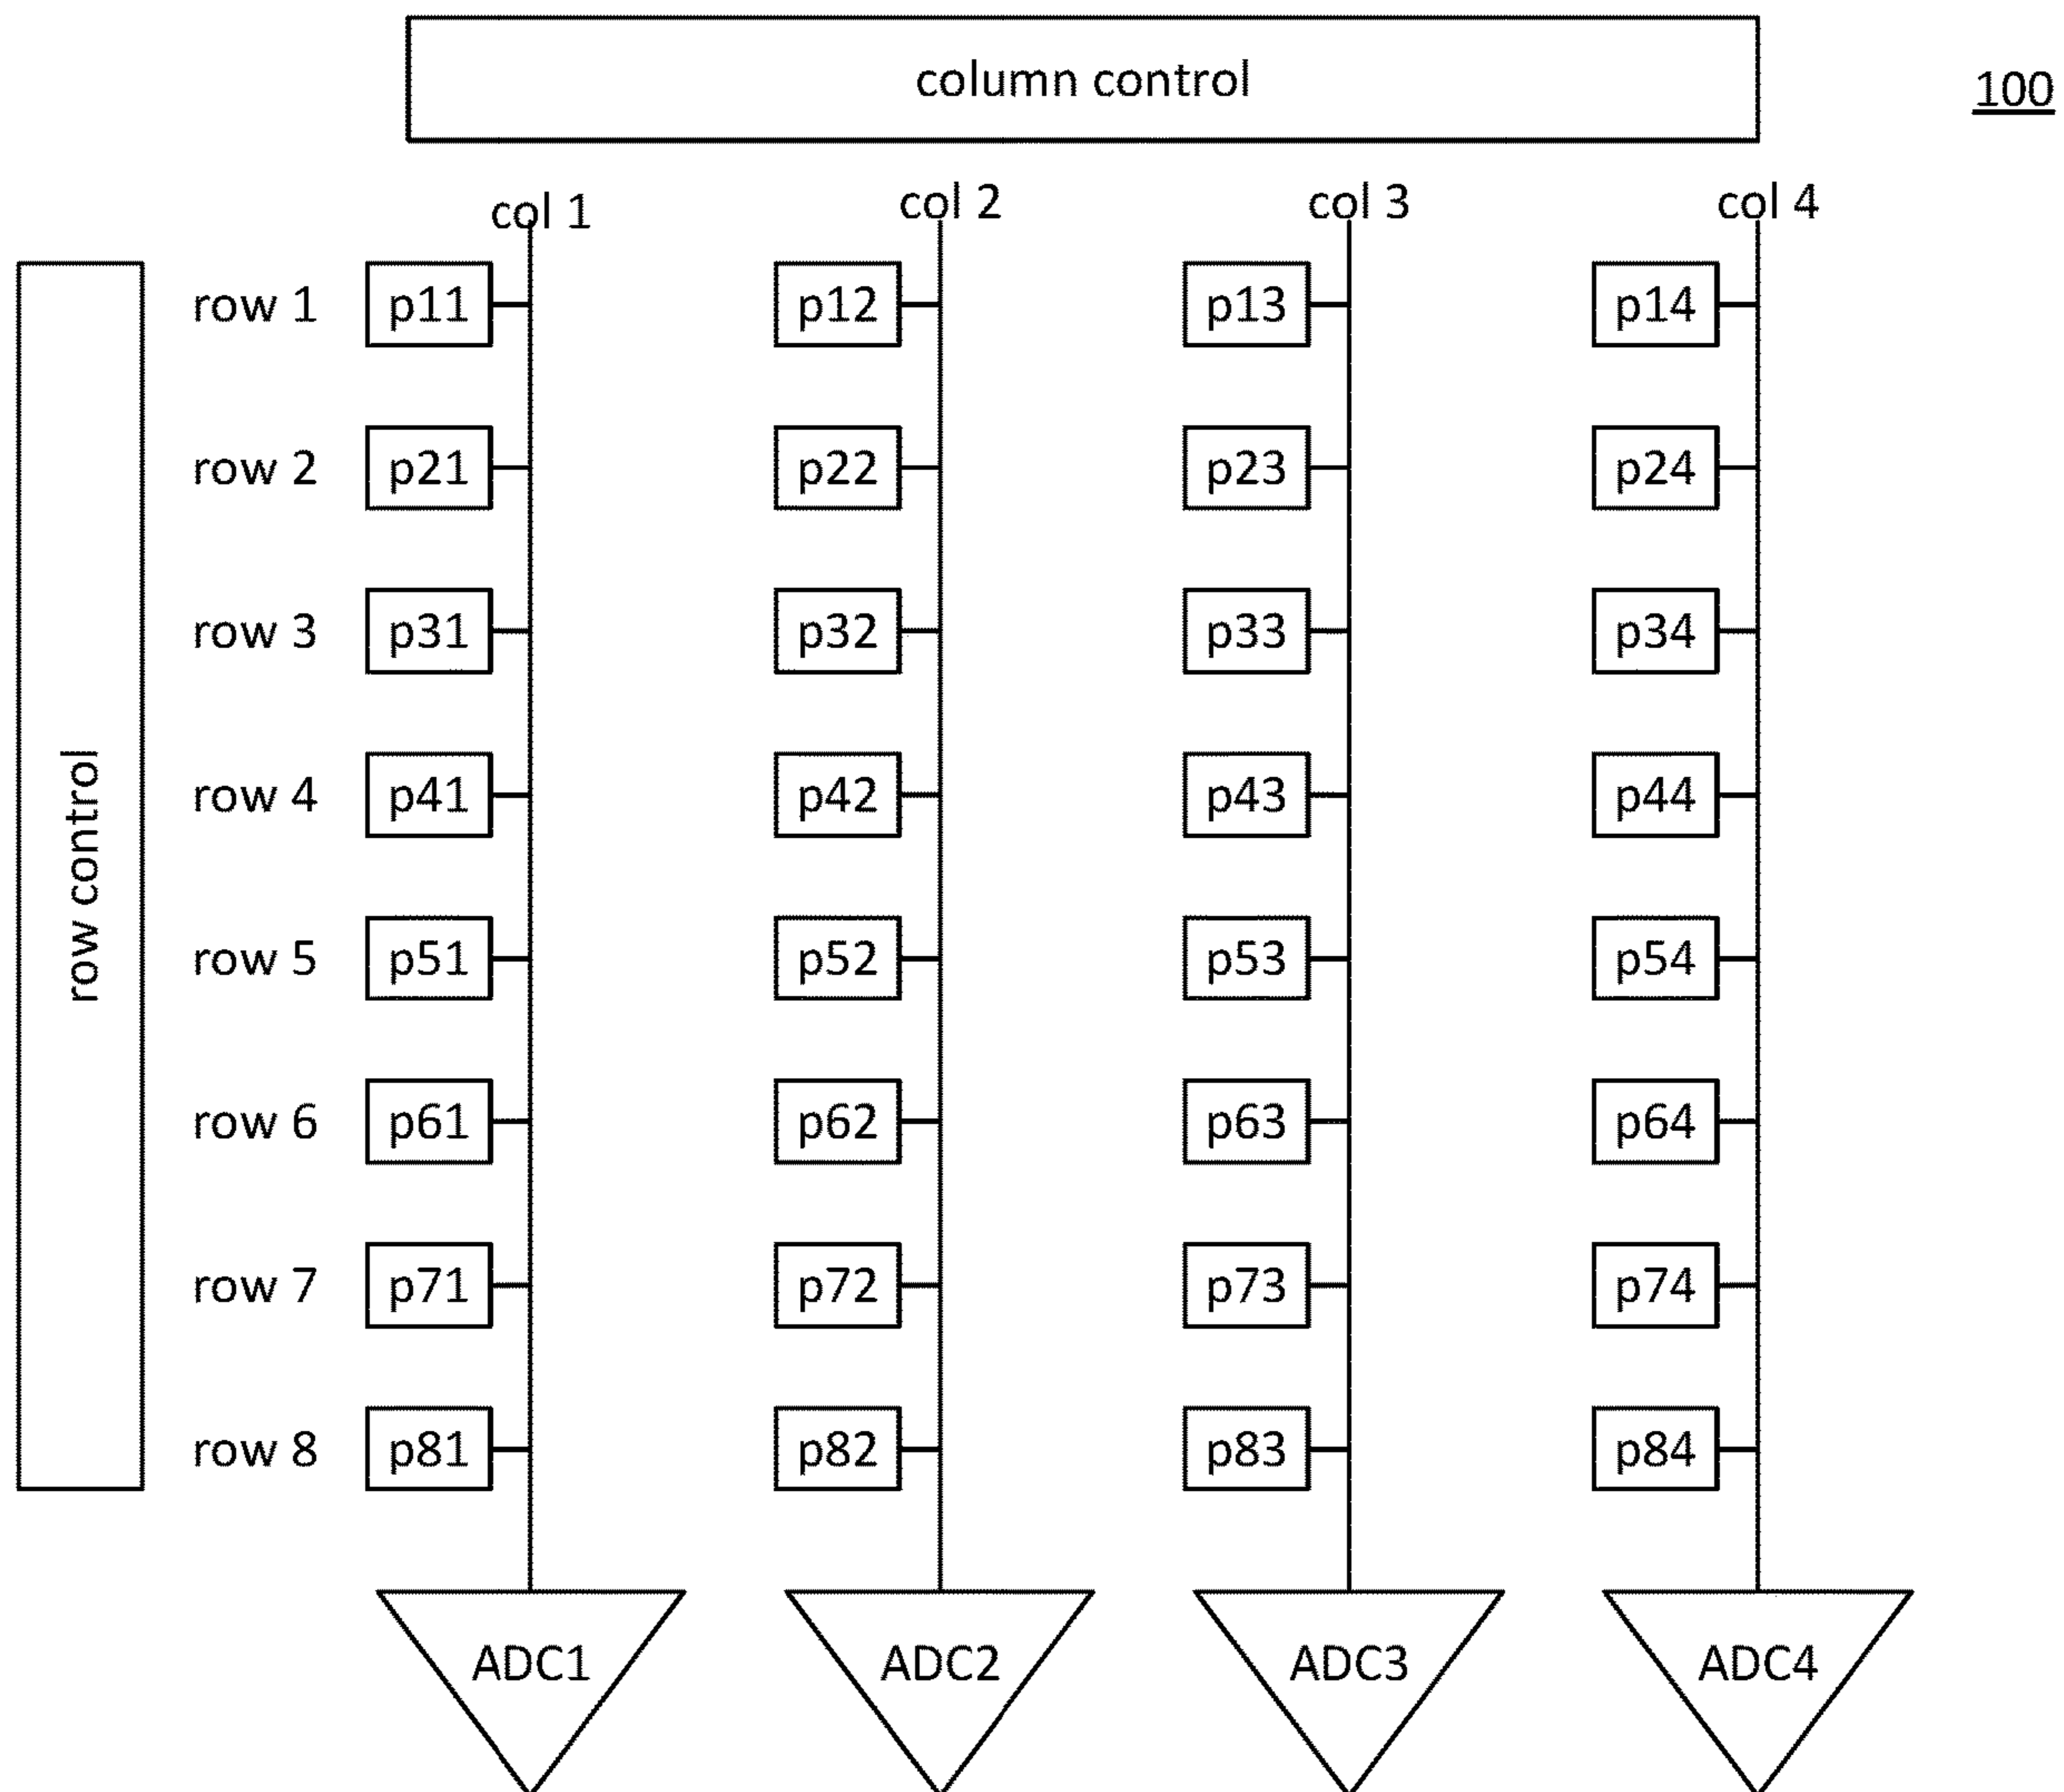 column control
100
col 1 col 2 col 3 col 4
row 1 p11 p12 p13 p14
row 2 p21 p22 p23 p24
row 3 p31 p32 p33 p34
row 4 p41 p42 p43 p44
row control
row 5 p51 p52 p53 p54
row 6 p61 p62 p63 p64
row 7 p71 p72 p73 p74
row 8 p81 p82 p83 p84
ADC1 ADC2 ADC3 ADC4